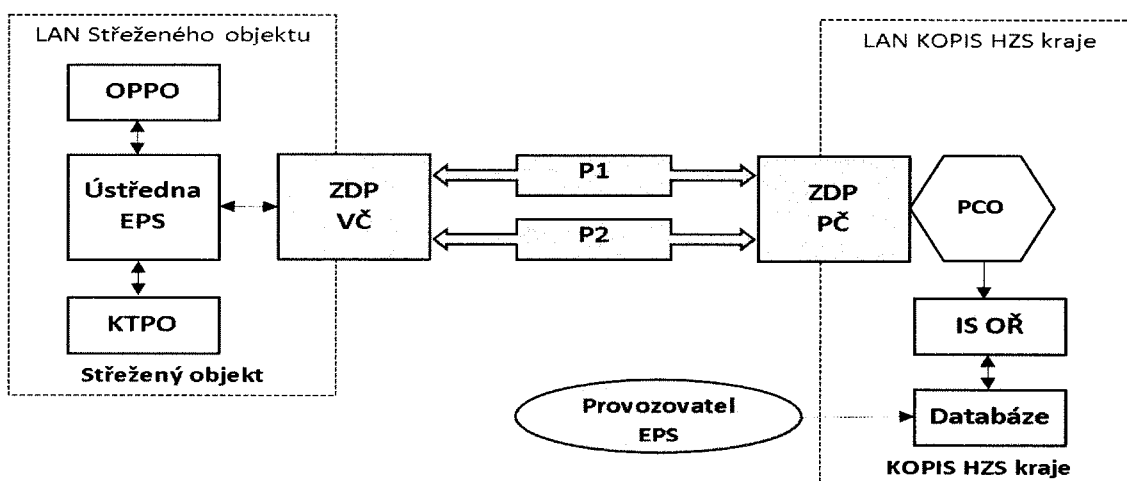 LAN Střeženého objektu
OPPO
Ústředna
EPS
KTPO
Střežený objekt
ZDP
VČ
P1
P2
LAN KOPIS HZS kraje
ZDP
PČ
PCO
IS OŘ
Databáze
KOPIS HZS kraje
Provozovatel
EPS